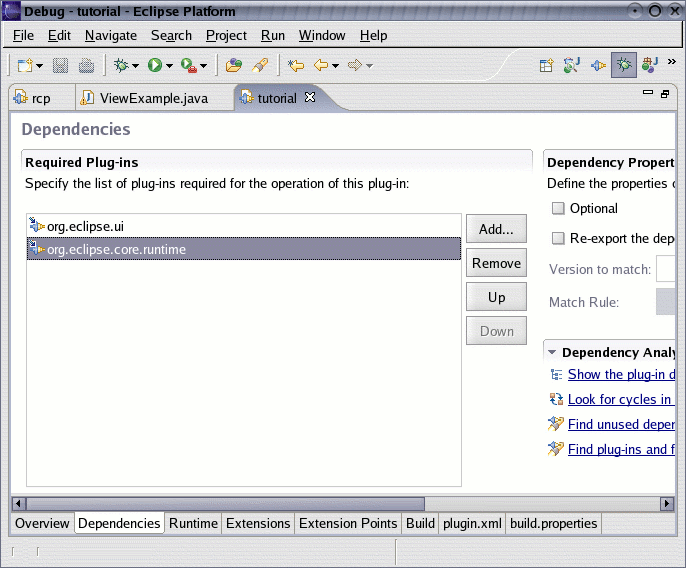 Debug - tutorial - Eclipse Platform
File Edit Navigate Search Project Run Window Help
rcp ViewExample.java tutorial
Dependencies
Required Plug-ins
Specify the list of plug-ins required for the operation of this plug-in:
org.eclipse.ui
org.eclipse.core.runtime
Add...
Remove
Up
Down
Dependency Propert
Define the properties o
Optional
Re-export the dep
Version to match:
Match Rule:
Dependency Analy
Show the plug-in d
Look for cycles in
Find unused depen
Find plug-ins and f
Overview Dependencies Runtime Extensions Extension Points Build plugin.xml build.properties